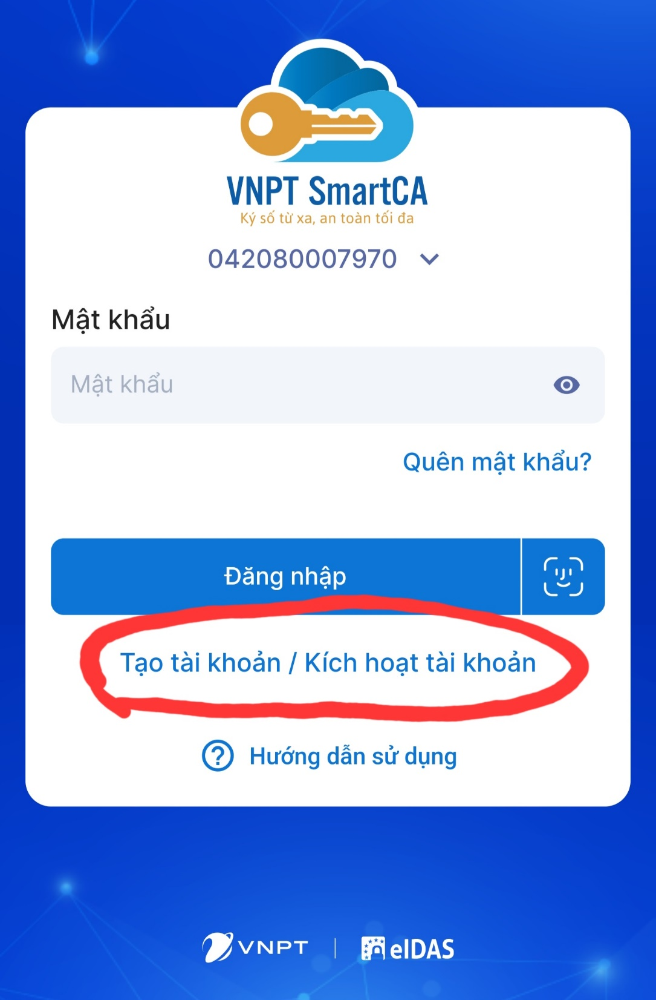 VNPT SmartCA
Ký số từ xa, an toàn tối đa
042080007970
Mật khẩu
Mật khẩu
Quên mật khẩu?
Đăng nhập
Tạo tài khoản / Kích hoạt tài khoản
Hướng dẫn sử dụng
VNPT | eIDAS